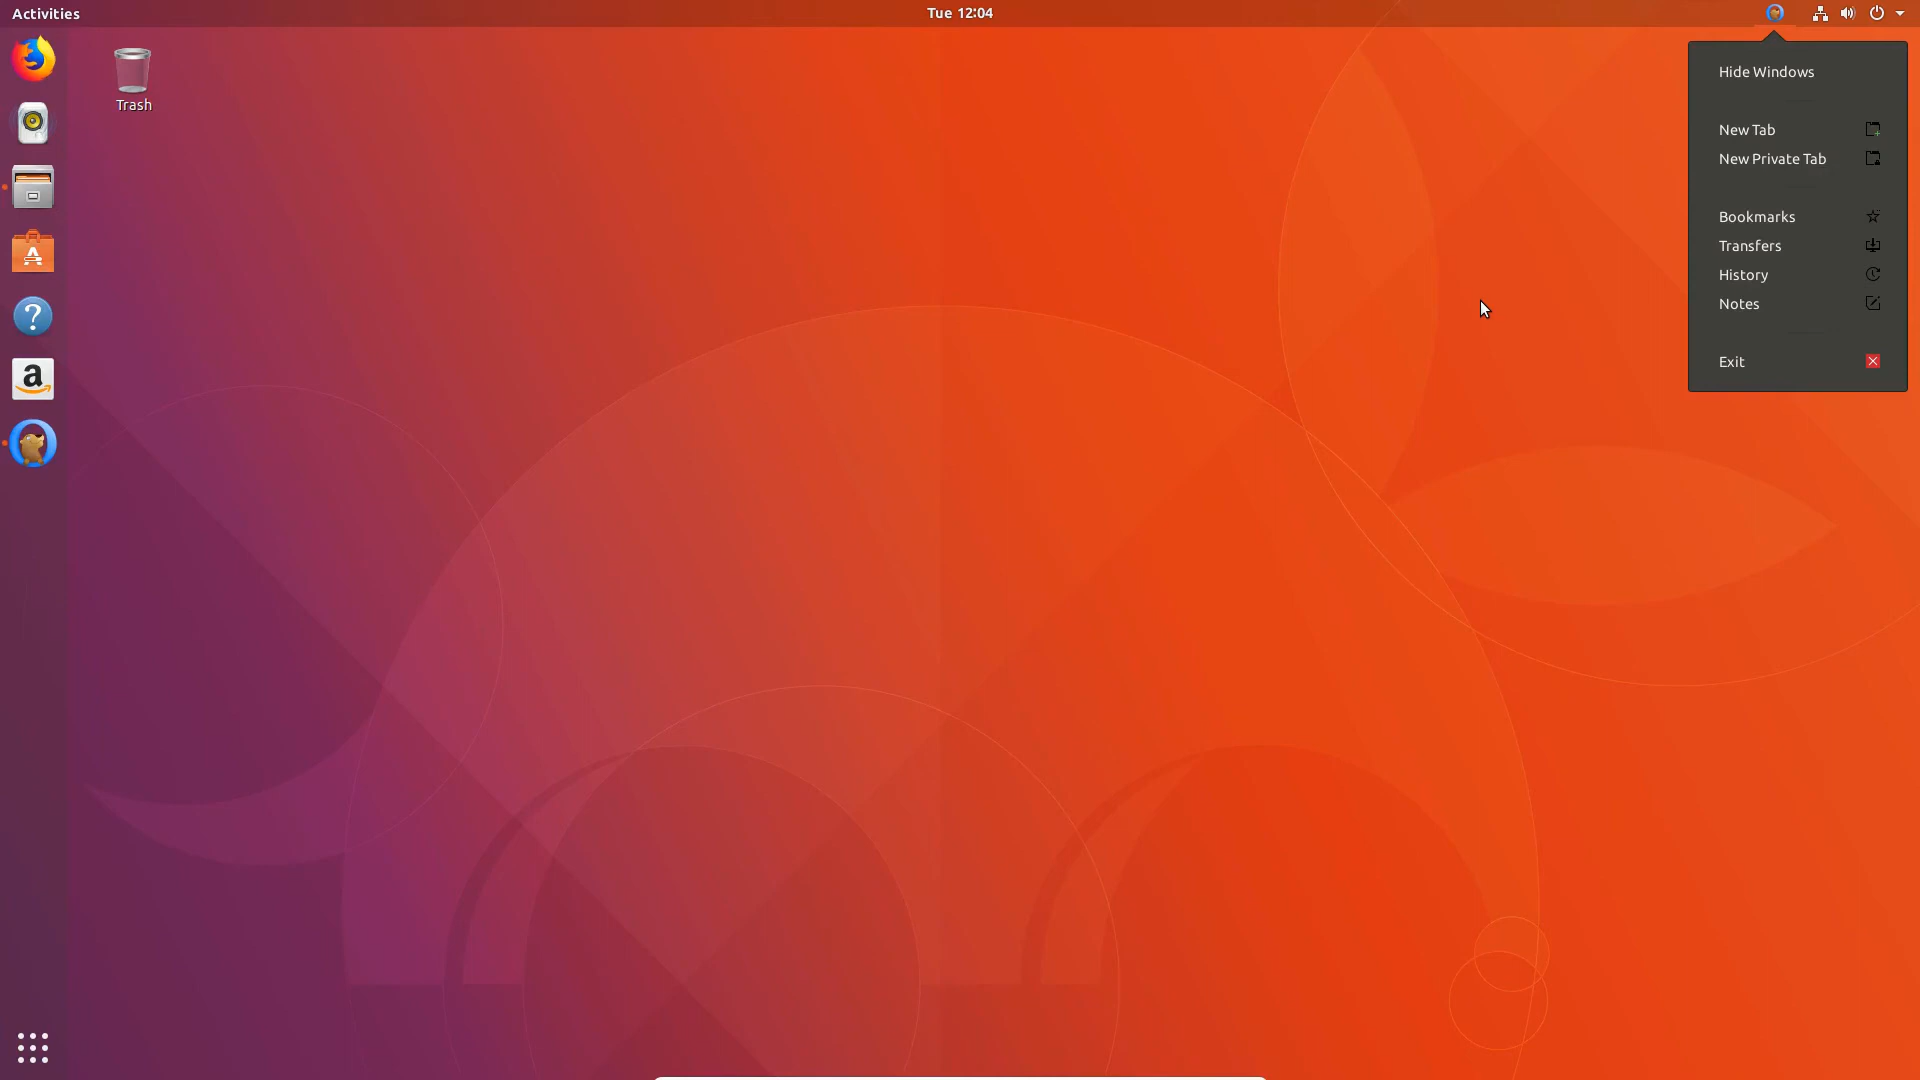 Activities
Tue 12:04
Trash
Hide Windows
New Tab
New Private Tab
Bookmarks
Transfers
History
Notes
Exit